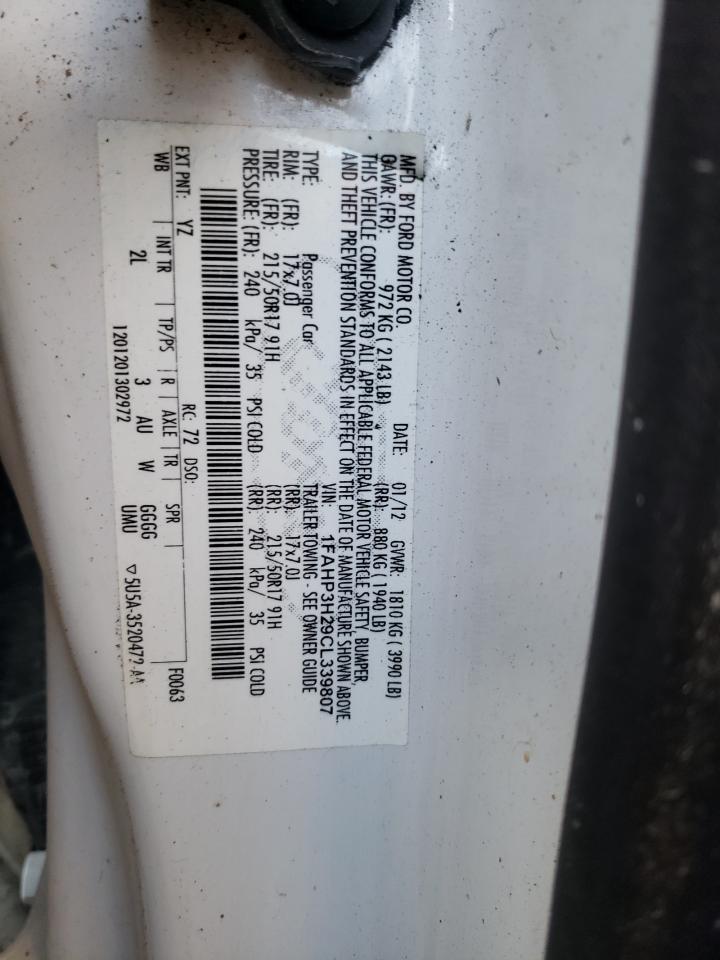 MFD. BY FORD MOTOR CO. DATE: 01/12 GVWR: 1810 KG ( 3990 LB)
GAWR: (FR): 972 KG ( 2143 LB) (RR): 880 KG ( 1940 LB)
THIS VEHICLE CONFORMS TO ALL APPLICABLE FEDERAL MOTOR VEHICLE SAFETY, BUMPER,
AND THEFT PREVENTION STANDARDS IN EFFECT ON THE DATE OF MANUFACTURE SHOWN ABOVE.
VIN: 1FAHP3H29CL339807
TYPE: Passenger Car TRAILER TOWING - SEE OWNER GUIDE
RIM: (FR): 17x7.0J (RR): 17x7.0J
TIRE: (FR): 215/50R17 91H (RR): 215/50R17 91H
PRESSURE: (FR): 240 kPa/ 35 PSI COLD (RR): 240 kPa/ 35 PSI COLD
EXT PNT: YZ RC: 72 DSO: F0063
WB INT TR TP/PS R AXLE TR SPR
2L 3 AU W GGGG
UMU
1201201302972 ▽5U5A-3520472-AA